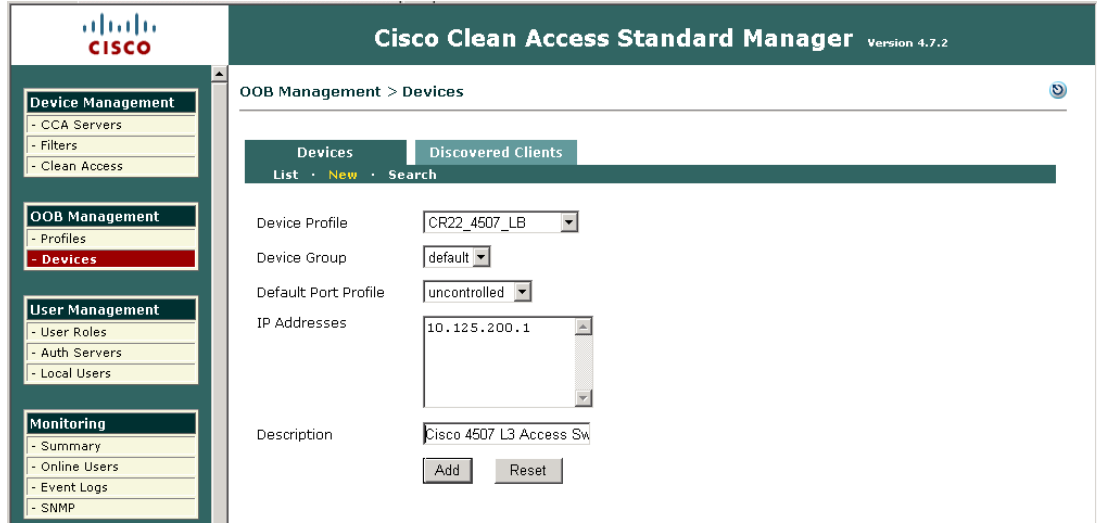 CISCO
Cisco Clean Access Standard Manager Version 4.7.2
Device Management
- CCA Servers
- Filters
- Clean Access
OOB Management
- Profiles
- Devices
User Management
- User Roles
- Auth Servers
- Local Users
Monitoring
- Summary
- Online Users
- Event Logs
- SNMP
OOB Management > Devices
Devices Discovered Clients
List · New · Search
Device Profile CR22_4507_LB
Device Group default
Default Port Profile uncontrolled
IP Addresses 10.125.200.1
Description Cisco 4507 L3 Access Sw
Add Reset